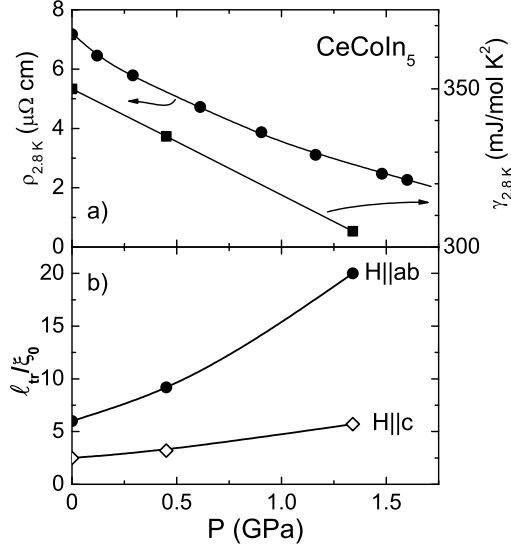 8
6
4
2
0
ρ2.8 K (μΩ cm)
CeCoIn5
350
300
γ2.8 K (mJ/mol K²)
a)
b)
20
15
10
5
0
ℓtr/ξ0
H||ab
H||c
0
0.5
1.0
1.5
P (GPa)